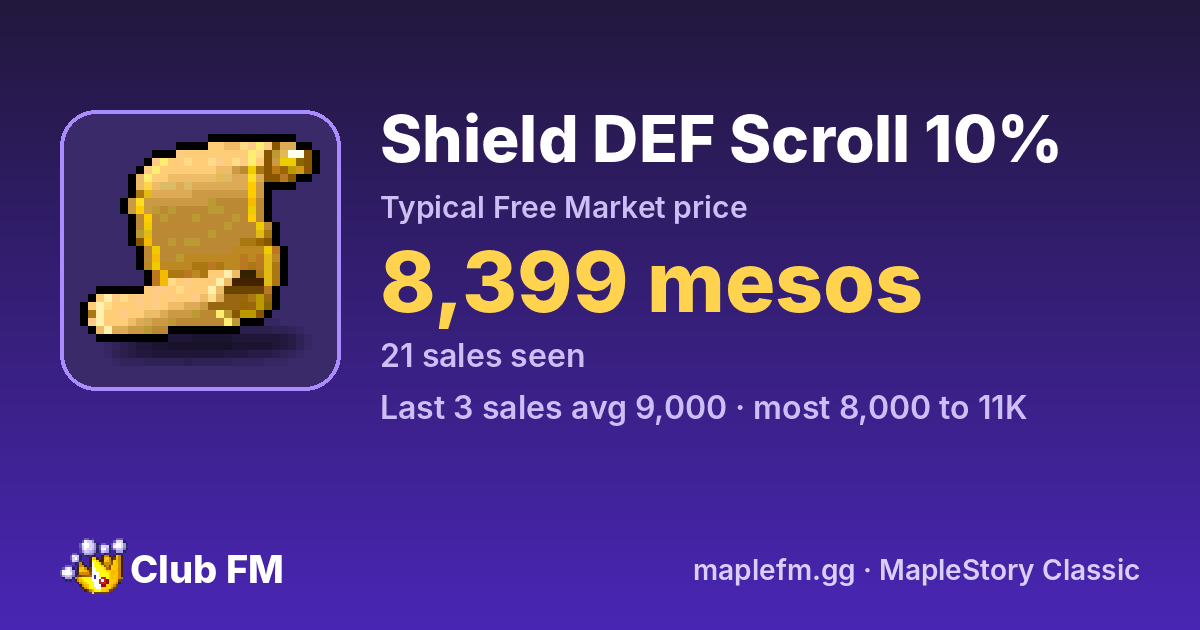 Shield DEF Scroll 10%
Typical Free Market price
8,399 mesos
21 sales seen
Last 3 sales avg 9,000 · most 8,000 to 11K
Club FM
maplefm.gg · MapleStory Classic